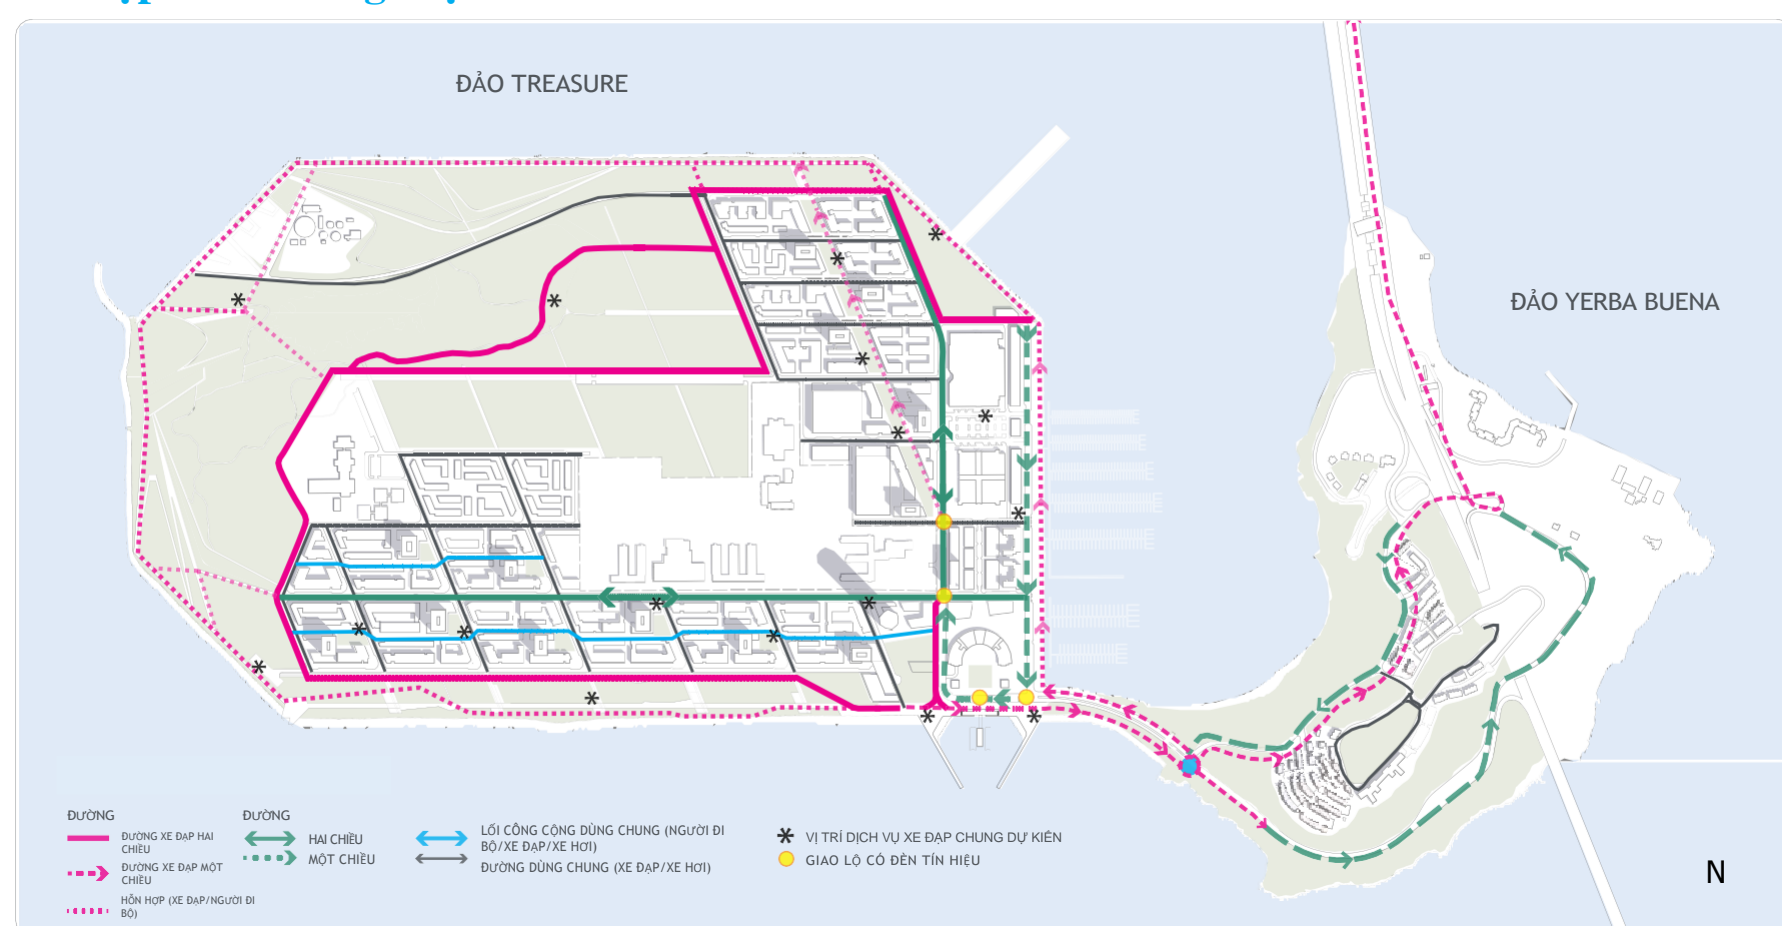 ĐẢO TREASURE
ĐẢO YERBA BUENA
ĐƯỜNG
ĐƯỜNG XE ĐẠP HAI
CHIỀU
ĐƯỜNG XE ĐẠP MỘT
CHIỀU
HỖN HỢP (XE ĐẠP/NGƯỜI ĐI
BỘ)
ĐƯỜNG
HAI CHIỀU
MỘT CHIỀU
LỐI CÔNG CỘNG DÙNG CHUNG (NGƯỜI ĐI
BỘ/XE ĐẠP/XE HƠI)
ĐƯỜNG DÙNG CHUNG (XE ĐẠP/XE HƠI)
VỊ TRÍ DỊCH VỤ XE ĐẠP CHUNG DỰ KIẾN
GIAO LỘ CÓ ĐÈN TÍN HIỆU
N